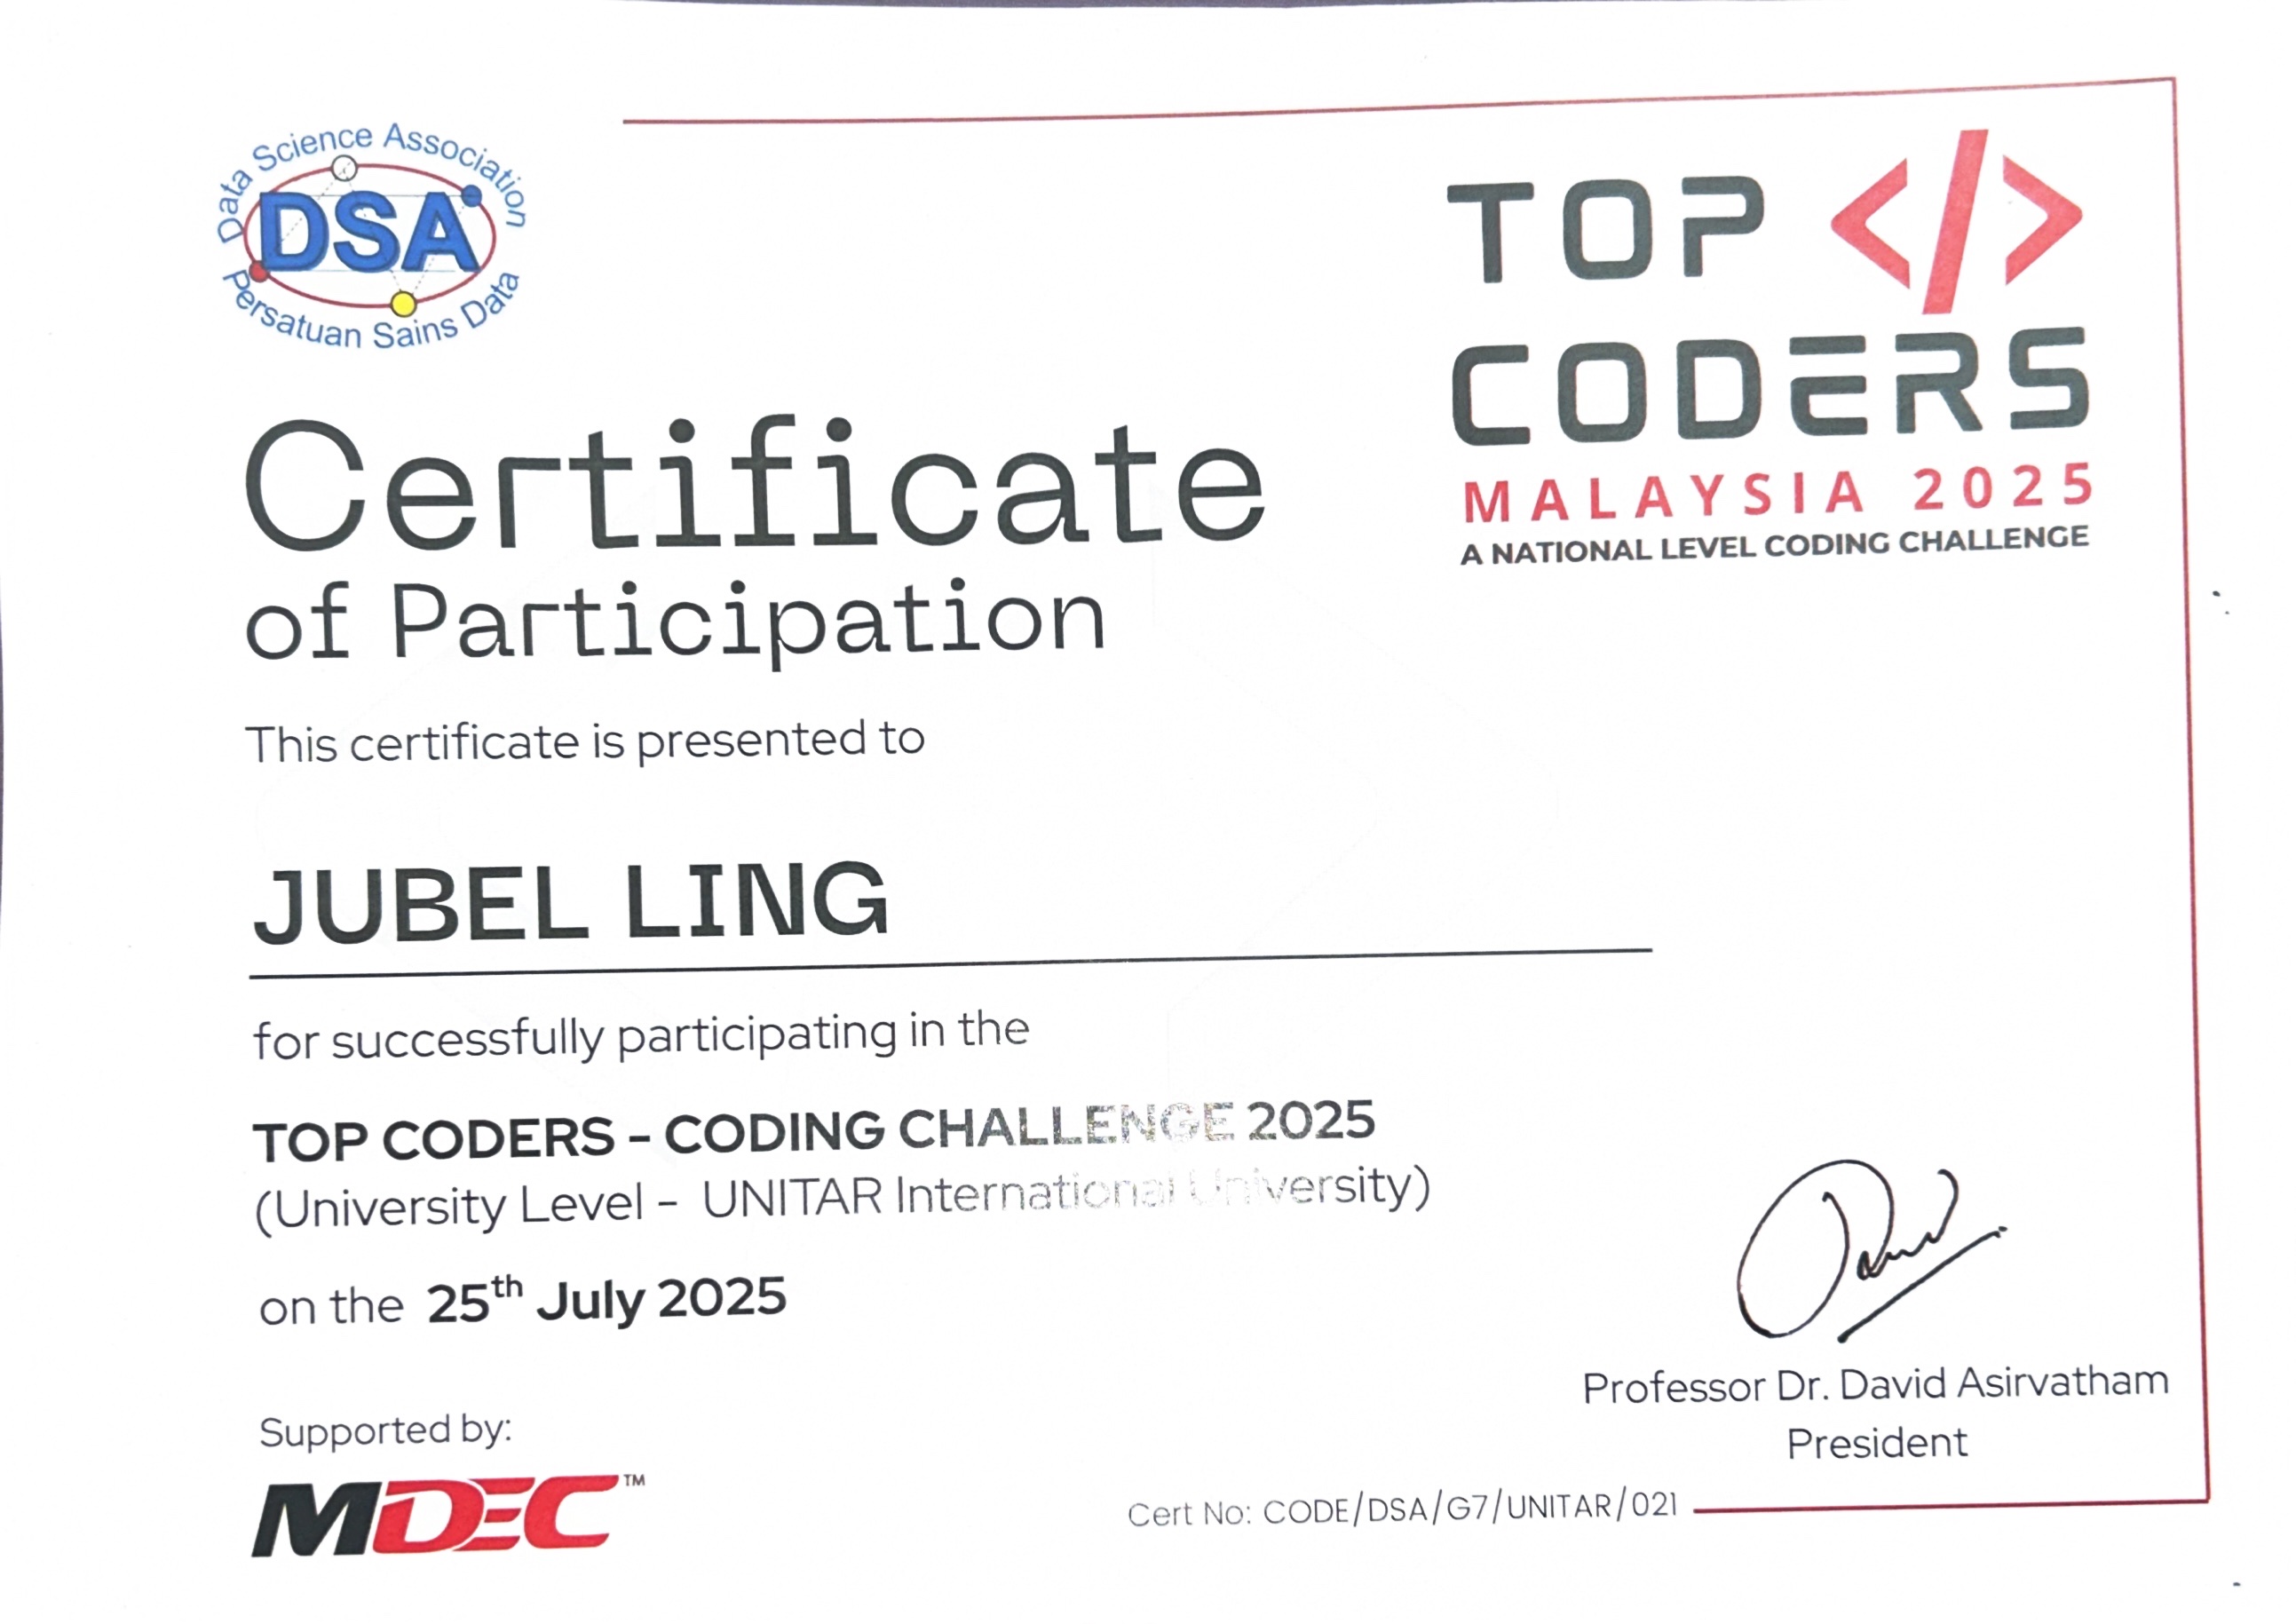 Data Science Association
DSA
Persatuan Sains Data
TOP </>
CODERS
MALAYSIA 2025
A NATIONAL LEVEL CODING CHALLENGE
Certificate
of Participation
This certificate is presented to
JUBEL LING
for successfully participating in the
TOP CODERS - CODING CHALLENGE 2025
(University Level - UNITAR International University)
on the 25th July 2025
Professor Dr. David Asirvatham
President
Supported by:
MDEC™
Cert No: CODE/DSA/G7/UNITAR/021